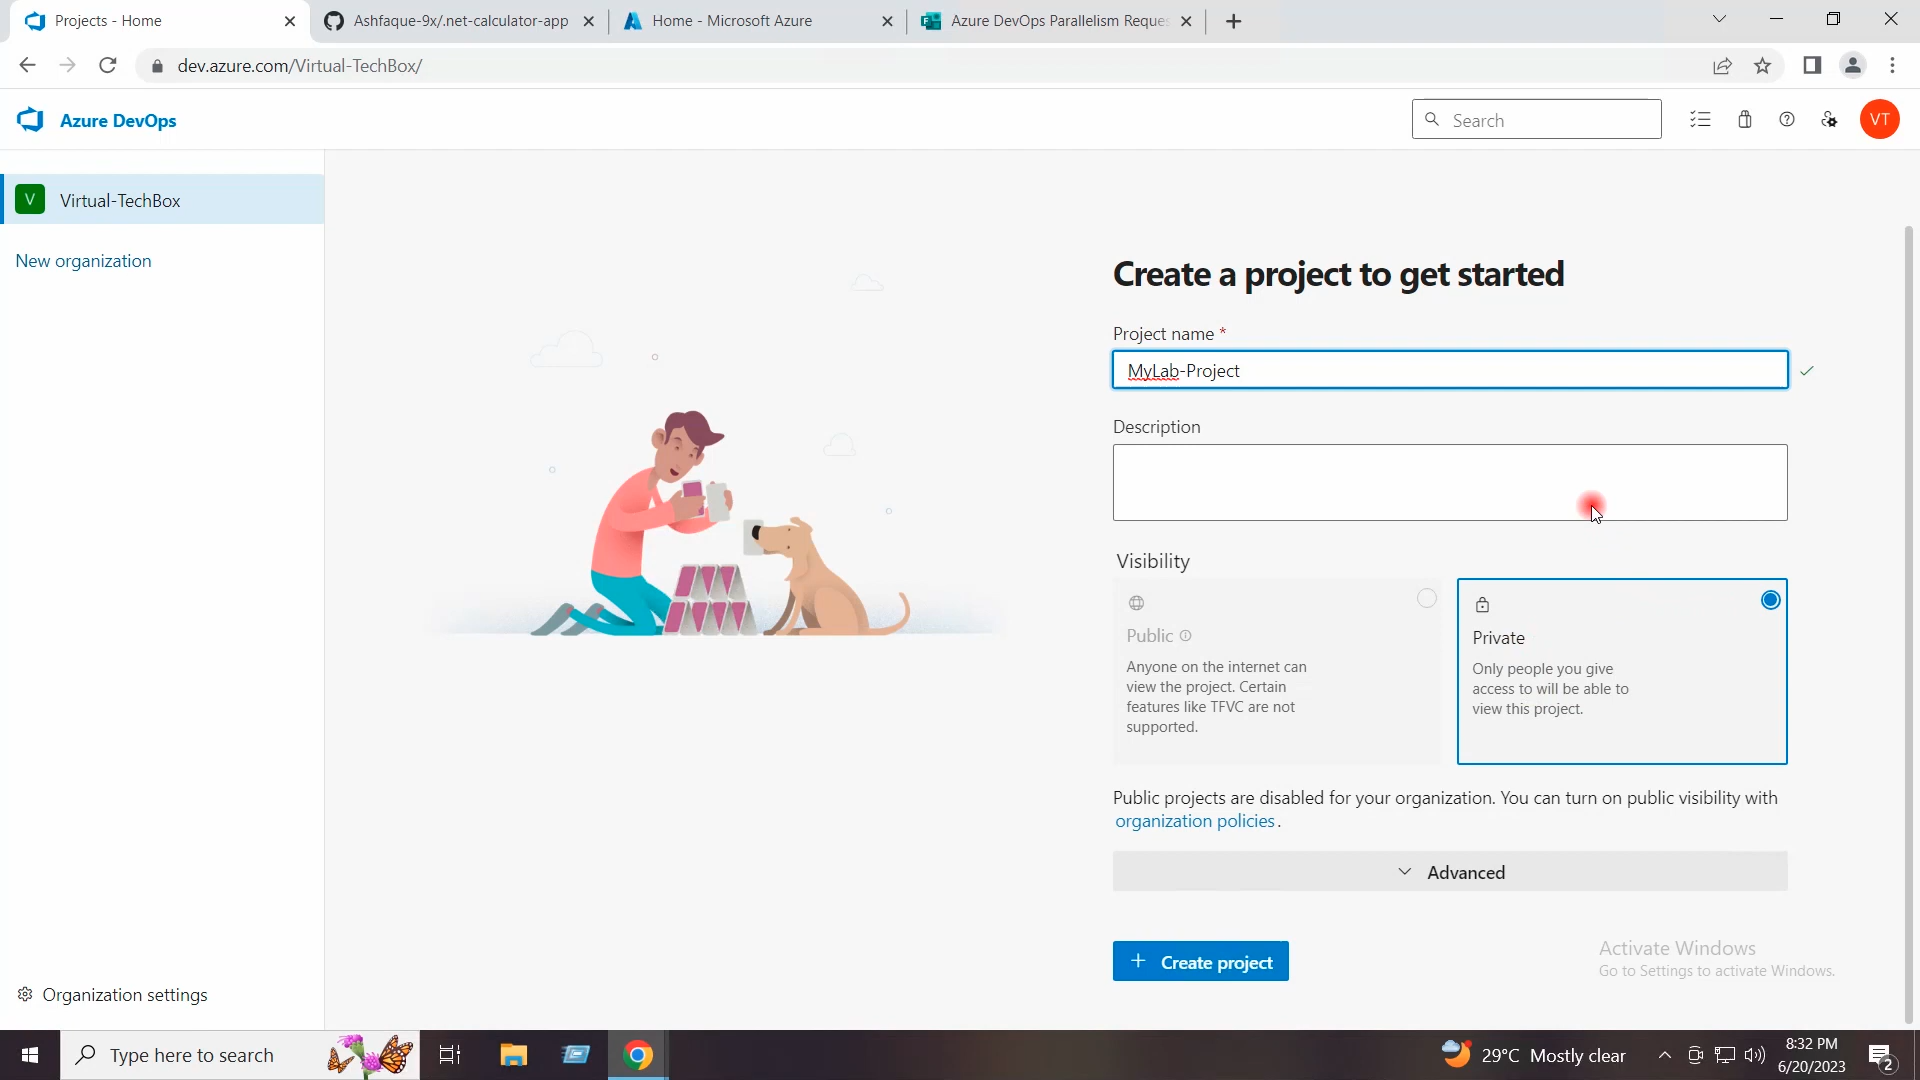 Projects - Home
Ashfaque-9x/.net-calculator-app
Home - Microsoft Azure
Azure DevOps Parallelism Reques
dev.azure.com/Virtual-TechBox/
Azure DevOps
Search
VT
V Virtual-TechBox
New organization
Create a project to get started
Project name *
MyLab-Project
Description
Visibility
Public
Anyone on the internet can
view the project. Certain
features like TFVC are not
supported.
Private
Only people you give
access to will be able to
view this project.
Public projects are disabled for your organization. You can turn on public visibility with
organization policies.
Advanced
Create project
Activate Windows
Go to Settings to activate Windows.
Organization settings
Type here to search
29°C Mostly clear
8:32 PM
6/20/2023
2